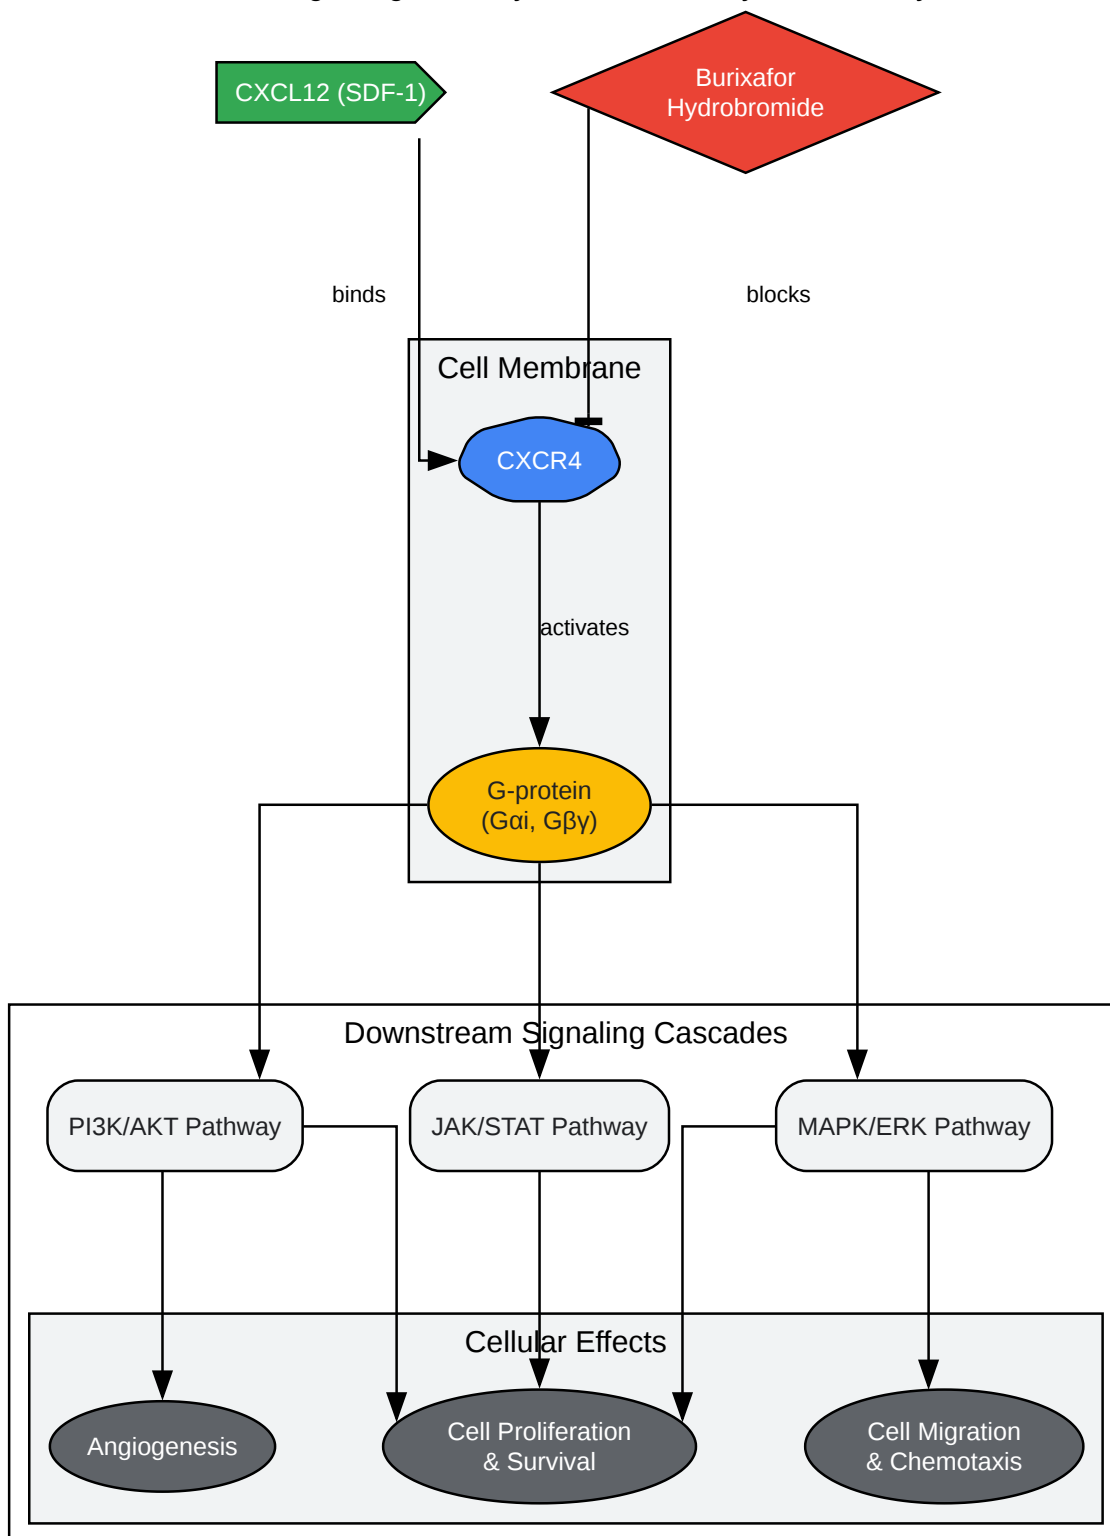 CXCL12 (SDF-1)
Burixafor
Hydrobromide
binds
blocks
Cell Membrane
CXCR4
activates
G-protein
(Gαi, Gβγ)
Downstream Signaling Cascades
PI3K/AKT Pathway
JAK/STAT Pathway
MAPK/ERK Pathway
Cellular Effects
Angiogenesis
Cell Proliferation
& Survival
Cell Migration
& Chemotaxis